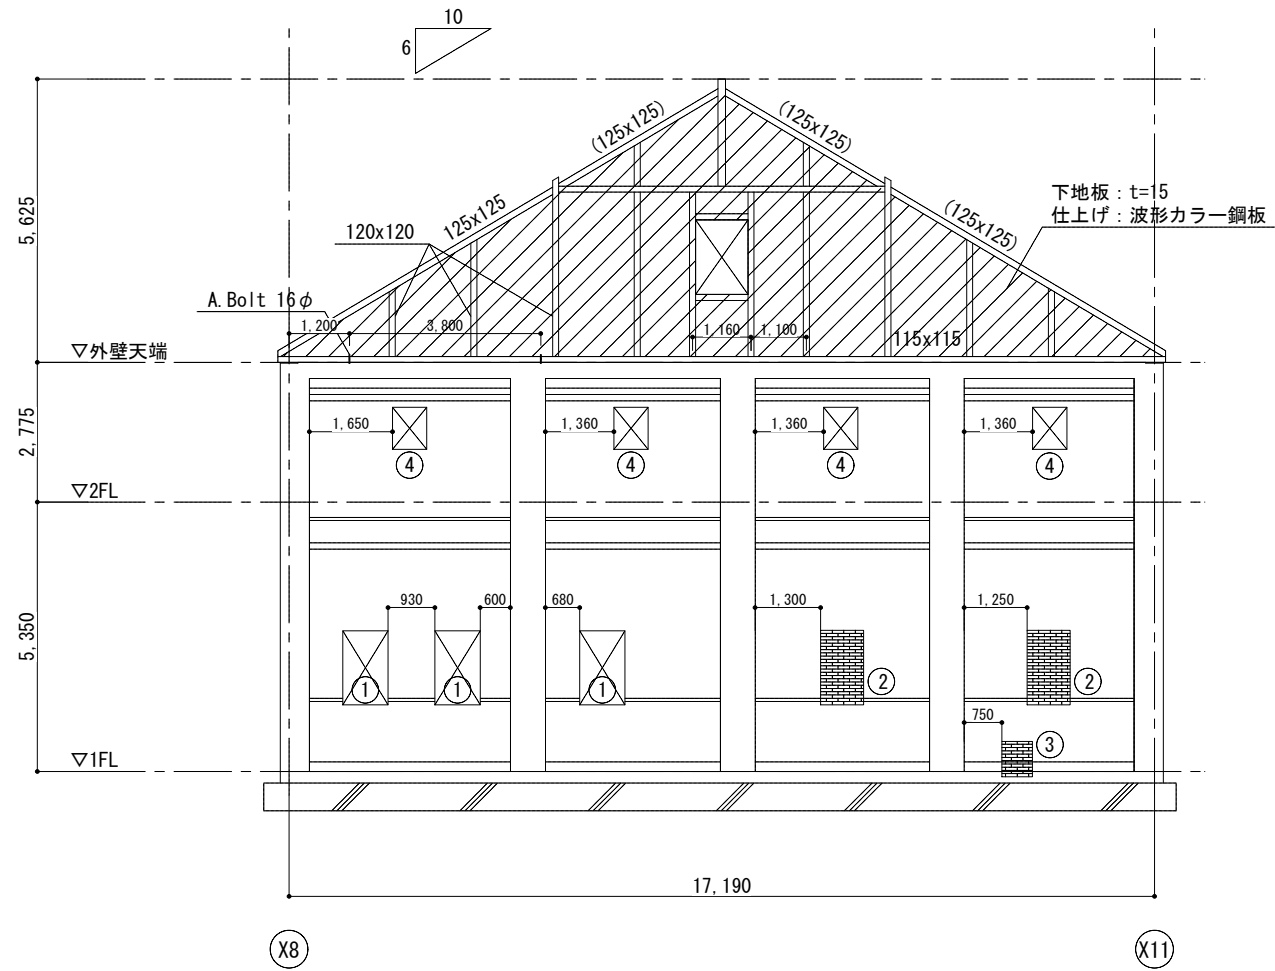 10
6
(125x125)
(125x125)
下地板：t=15
仕上げ：波形カラー鋼板
125x125
(125x125)
120x120
5,625
A.Bolt 16φ
1,200
3,800
1,160
1,100
115x115
▽外壁天端
2,775
1,650
1,360
1,360
1,360
④
④
④
④
▽2FL
5,350
930
600
680
1,300
1,250
①
①
①
②
②
750
③
▽1FL
17,190
X8
X11